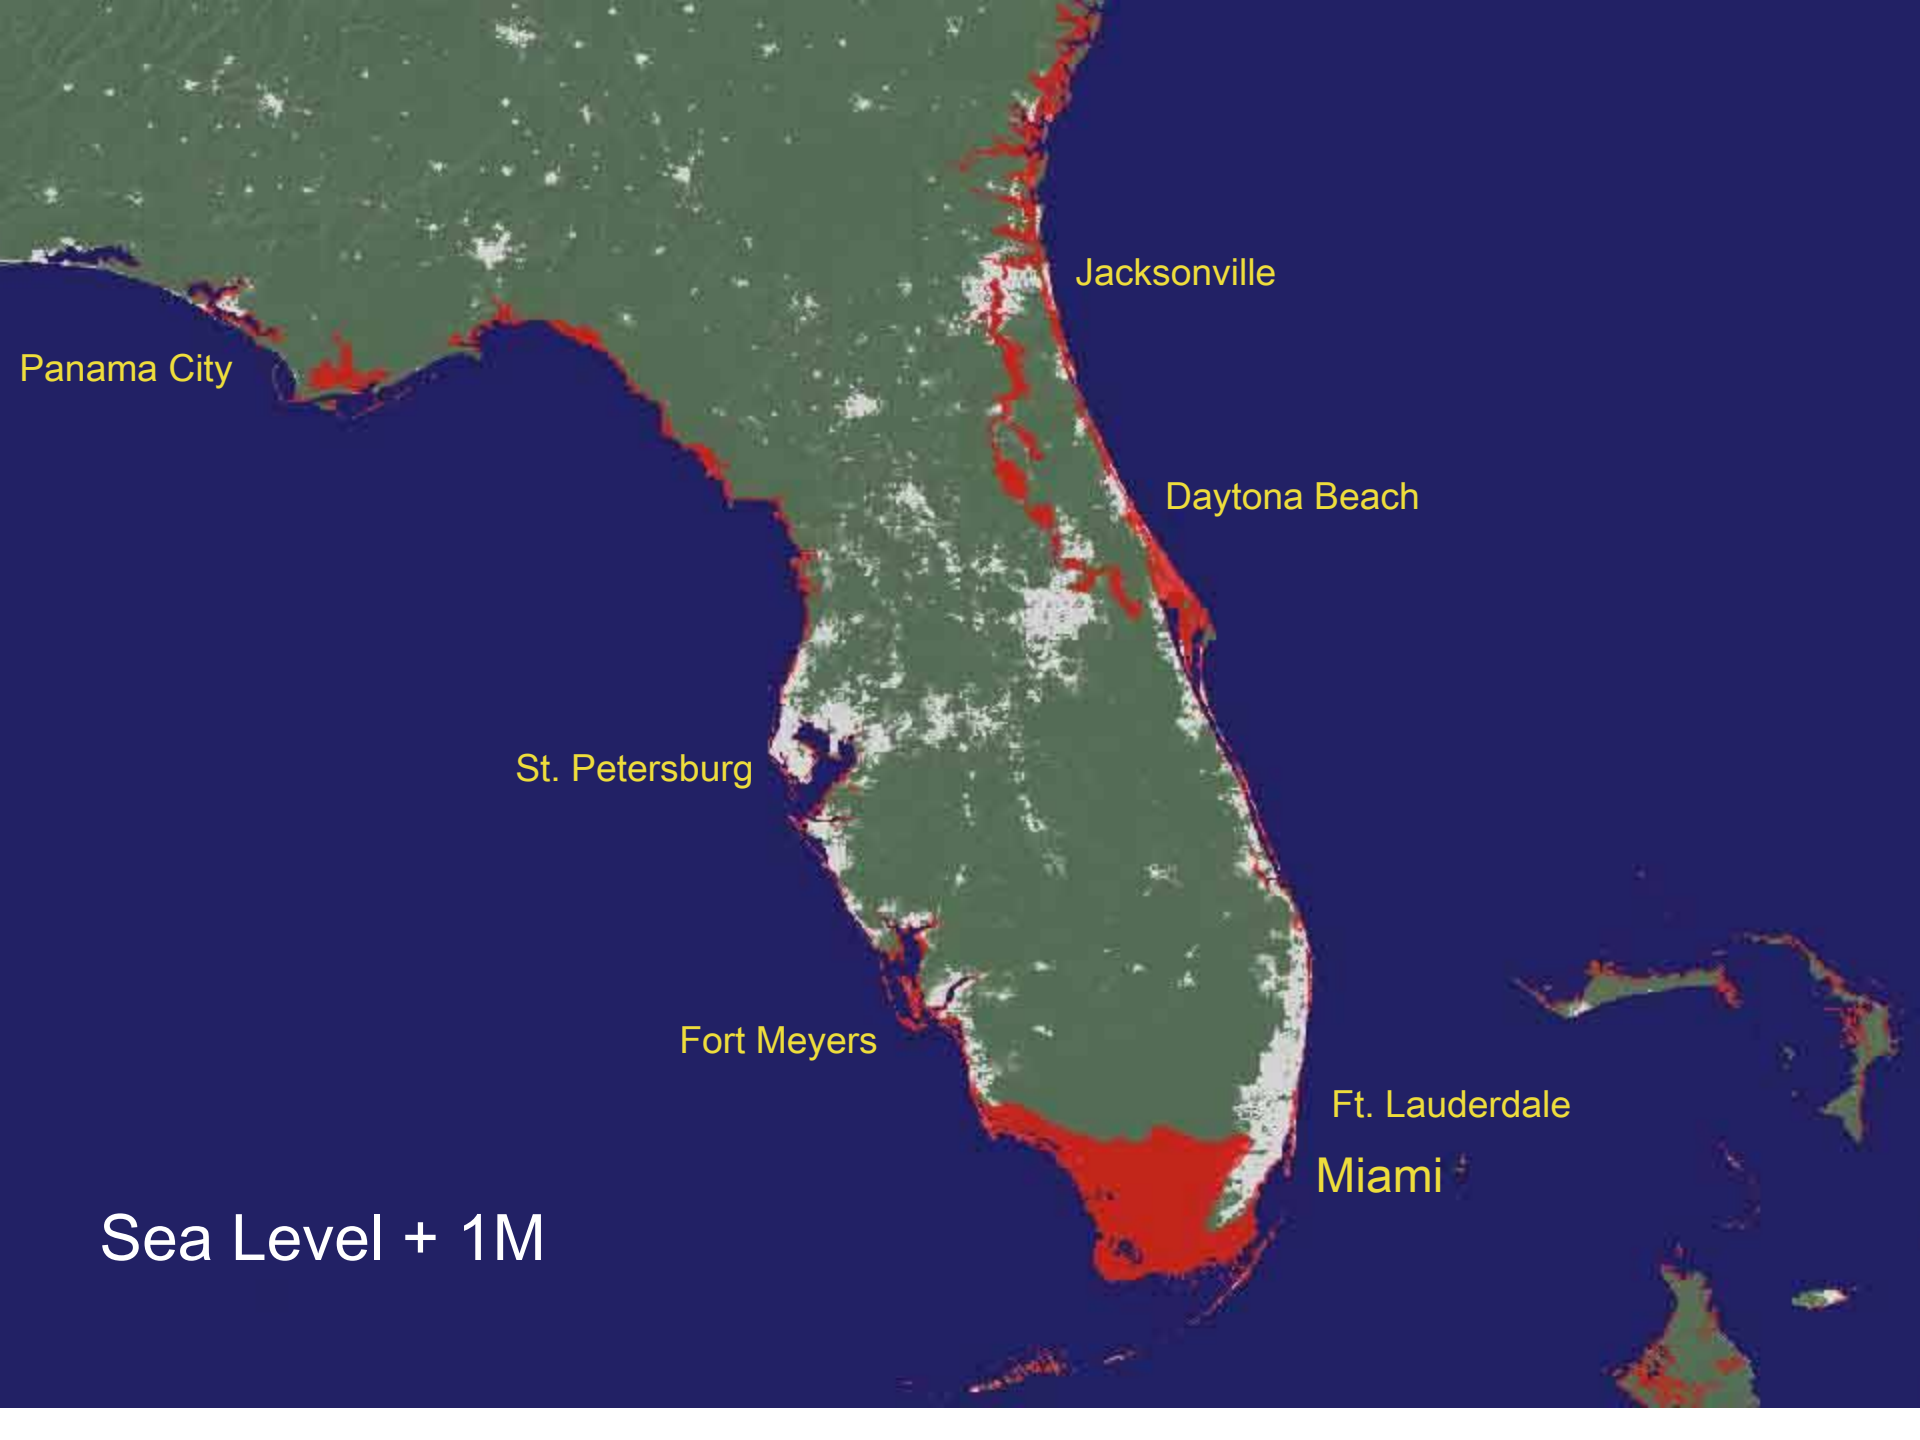 Jacksonville
Panama City
Daytona Beach
St. Petersburg
Fort Meyers
Ft. Lauderdale
Miami
Sea Level + 1M